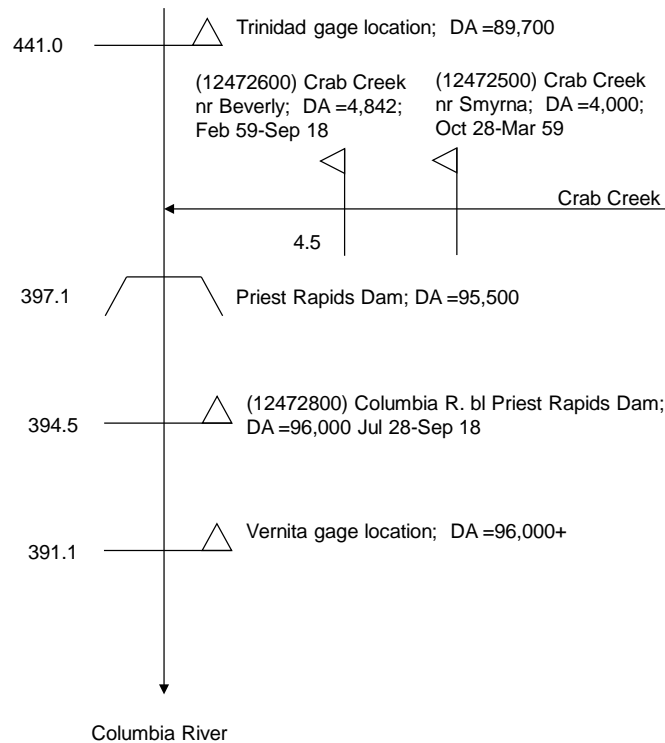 441.0
Trinidad gage location;  DA =89,700
(12472600) Crab Creek
nr Beverly;  DA =4,842;
Feb 59-Sep 18
(12472500) Crab Creek
nr Smyrna;  DA =4,000;
Oct 28-Mar 59
Crab Creek
4.5
397.1
Priest Rapids Dam; DA =95,500
394.5
(12472800) Columbia R. bl Priest Rapids Dam;
DA =96,000 Jul 28-Sep 18
391.1
Vernita gage location;  DA =96,000+
Columbia River